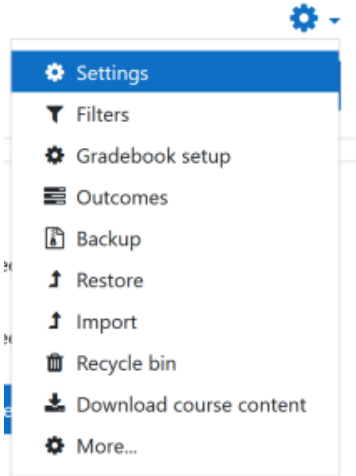 Settings
Filters
Gradebook setup
Outcomes
Backup
Restore
Import
Recycle bin
Download course content
More...